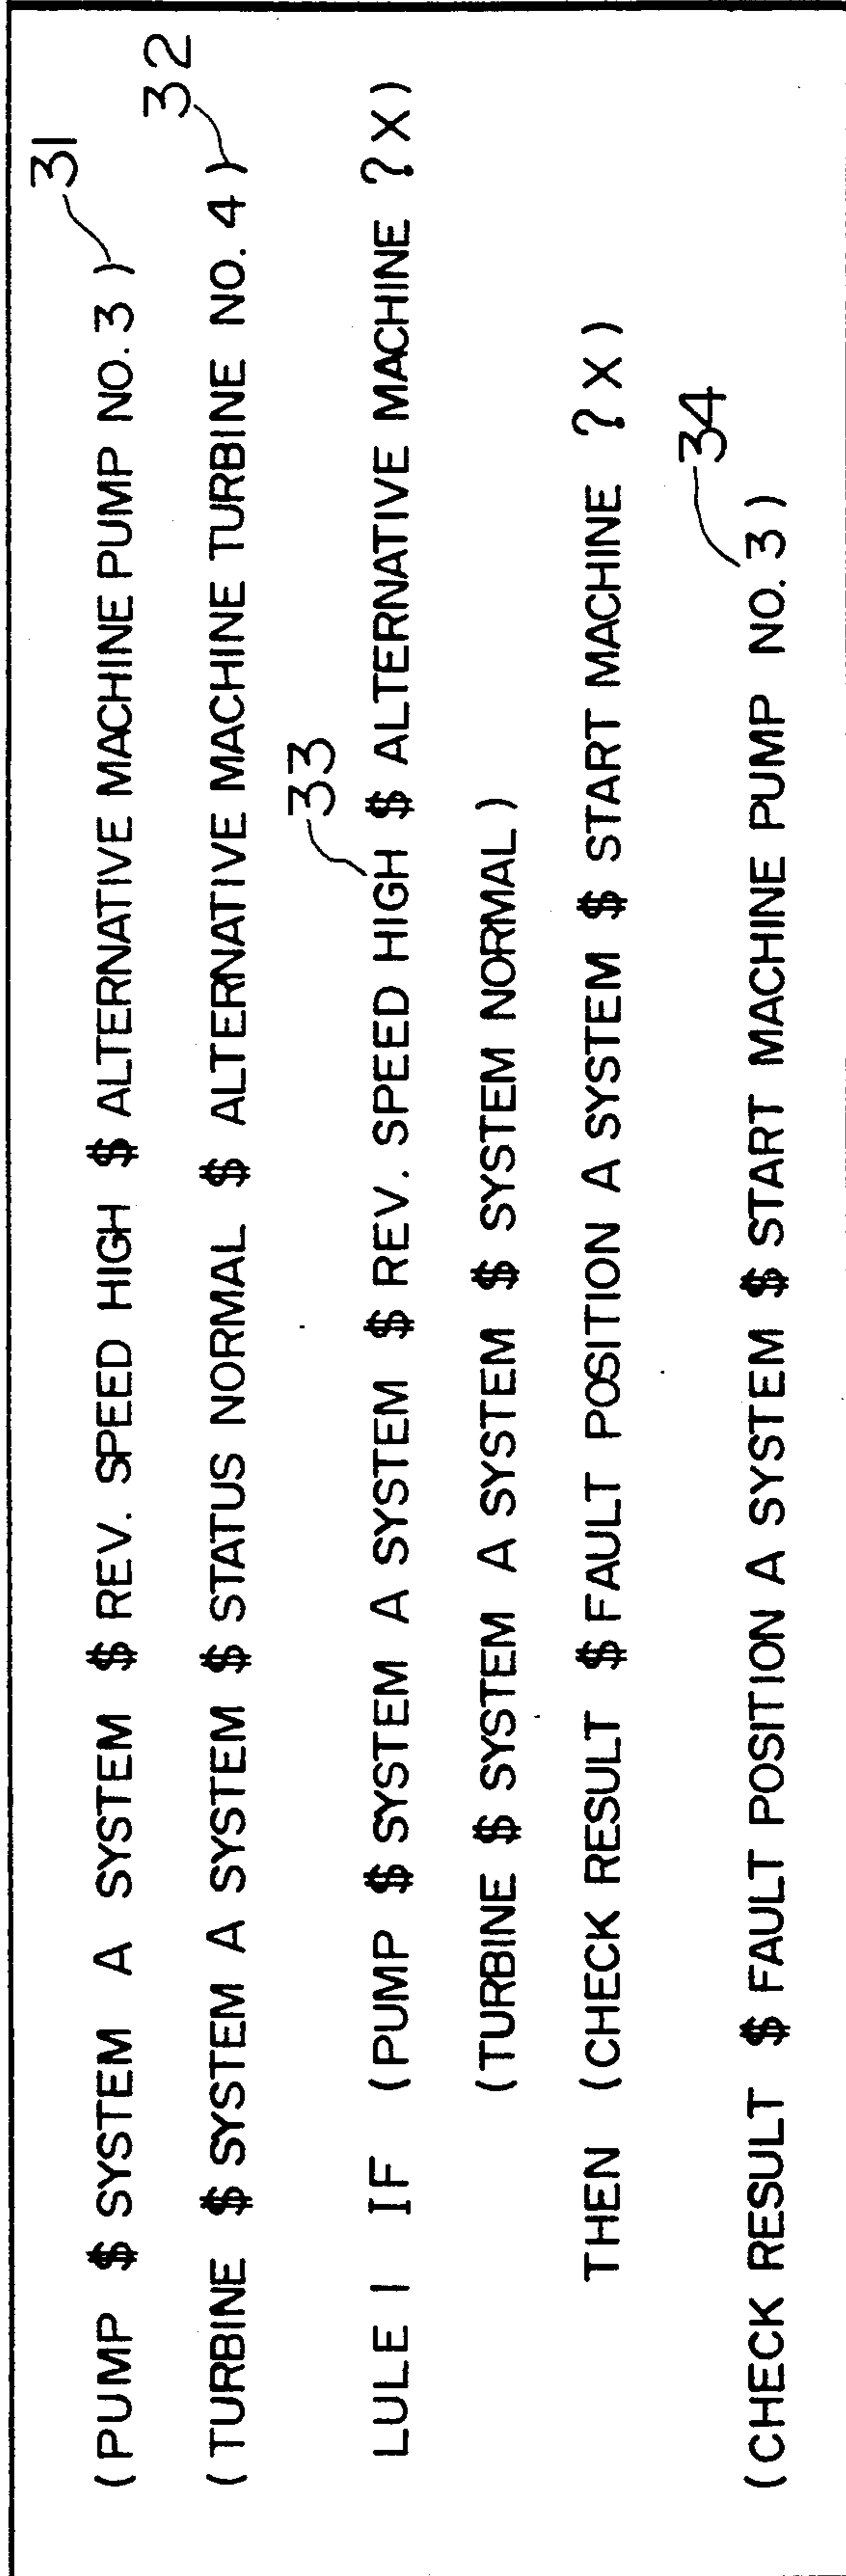 (PUMP $ SYSTEM A SYSTEM $ REV. SPEED HIGH $ ALTERNATIVE MACHINE PUMP NO. 3) 31
(TURBINE $ SYSTEM A SYSTEM $ STATUS NORMAL $ ALTERNATIVE MACHINE TURBINE NO. 4) 32
33
LULE 1 IF (PUMP $ SYSTEM A SYSTEM $ REV. SPEED HIGH $ ALTERNATIVE MACHINE ? X)
(TURBINE $ SYSTEM A SYSTEM $ SYSTEM NORMAL)
THEN (CHECK RESULT $ FAULT POSITION A SYSTEM $ START MACHINE ? X)
34
(CHECK RESULT $ FAULT POSITION A SYSTEM $ START MACHINE PUMP NO. 3)